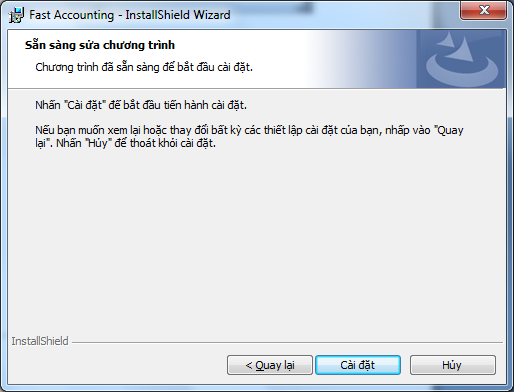 Fast Accounting - InstallShield Wizard
Sẵn sàng sửa chương trình
Chương trình đã sẵn sàng để bắt đầu cài đặt.
Nhấn "Cài đặt" để bắt đầu tiến hành cài đặt.
Nếu bạn muốn xem lại hoặc thay đổi bất kỳ các thiết lập cài đặt của bạn, nhấp vào "Quay
lại". Nhấn "Hủy" để thoát khỏi cài đặt.
InstallShield
< Quay lại
Cài đặt
Hủy